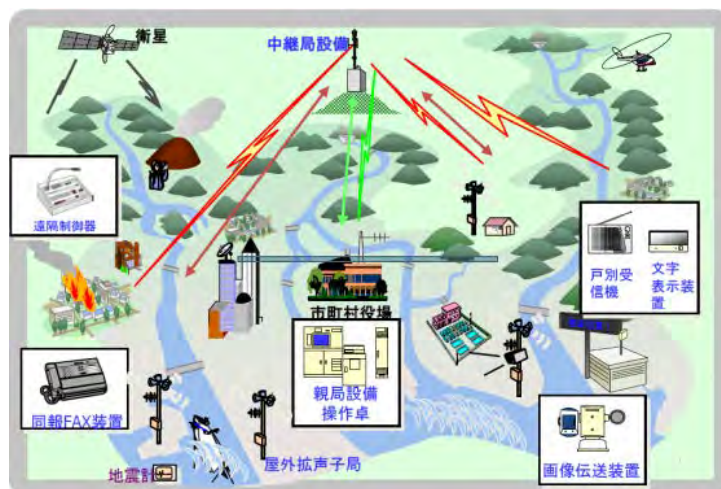 衛星
中継局設備
遠隔制御器
戸別受
信機
文字
表示装
置
市町村役場
親局設備
操作卓
同報FAX装置
地震計
屋外拡声子局
画像伝送装置